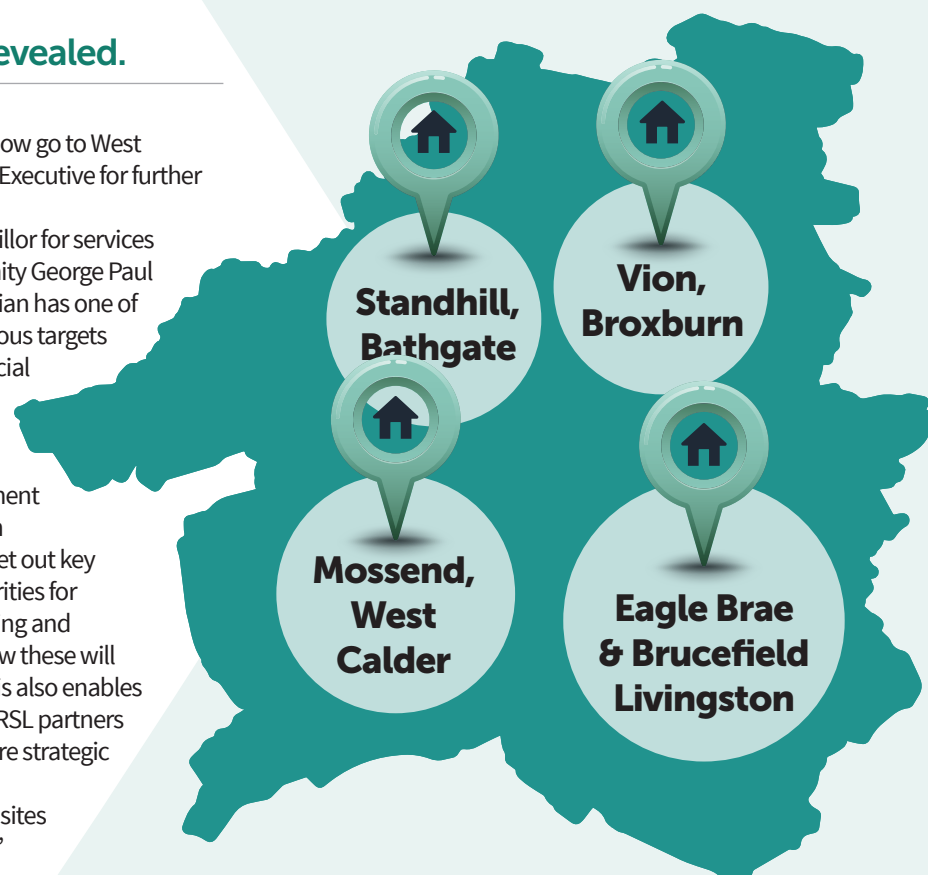 evealed.
ow go to West
Executive for further
illor for services
ity George Paul
ian has one of
ous targets
cial
ment
n
et out key
rities for
ing and
w these will
is also enables
RSL partners
re strategic
sites
’
Standhill,
Bathgate
Vion,
Broxburn
Mossend,
West
Calder
Eagle Brae
& Brucefield
Livingston